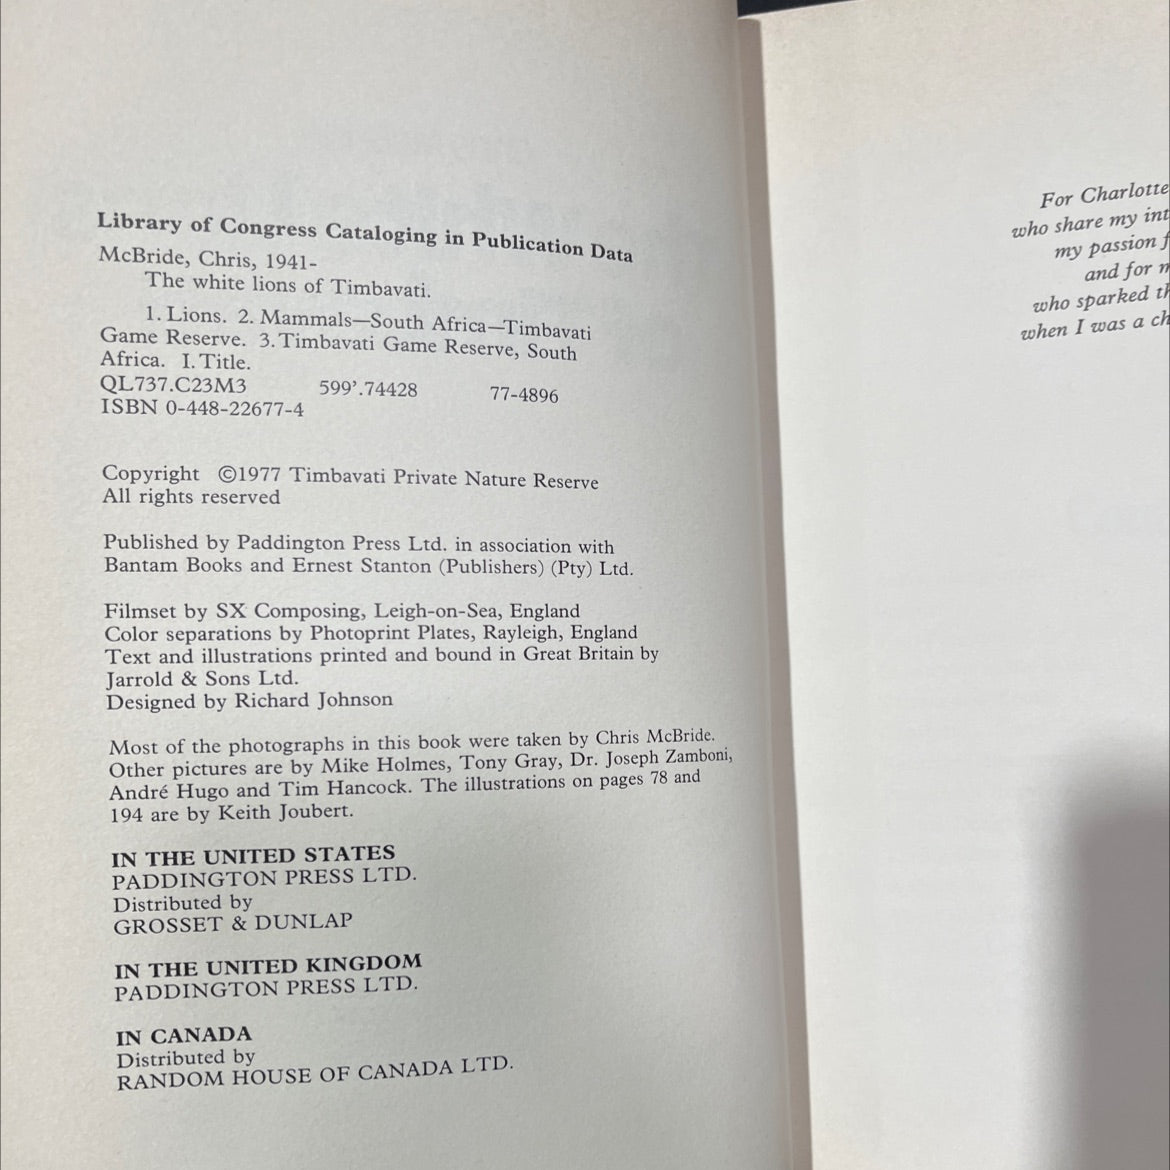 Library of Congress Cataloging in Publication Data
McBride, Chris, 1941-
The white lions of Timbavati.
1. Lions. 2. Mammals—South Africa—Timbavati
Game Reserve. 3. Timbavati Game Reserve, South
Africa. I. Title.
QL737.C23M3 599'.74428 77-4896
ISBN 0-448-22677-4
Copyright ©1977 Timbavati Private Nature Reserve
All rights reserved
Published by Paddington Press Ltd. in association with
Bantam Books and Ernest Stanton (Publishers) (Pty) Ltd.
Filmset by SX Composing, Leigh-on-Sea, England
Color separations by Photoprint Plates, Rayleigh, England
Text and illustrations printed and bound in Great Britain by
Jarrold & Sons Ltd.
Designed by Richard Johnson
Most of the photographs in this book were taken by Chris McBride.
Other pictures are by Mike Holmes, Tony Gray, Dr. Joseph Zamboni,
André Hugo and Tim Hancock. The illustrations on pages 78 and
194 are by Keith Joubert.
IN THE UNITED STATES
PADDINGTON PRESS LTD.
Distributed by
GROSSET & DUNLAP
IN THE UNITED KINGDOM
PADDINGTON PRESS LTD.
IN CANADA
Distributed by
RANDOM HOUSE OF CANADA LTD.
For Charlotte
who share my
my passion
and for
who sparked
when I was a